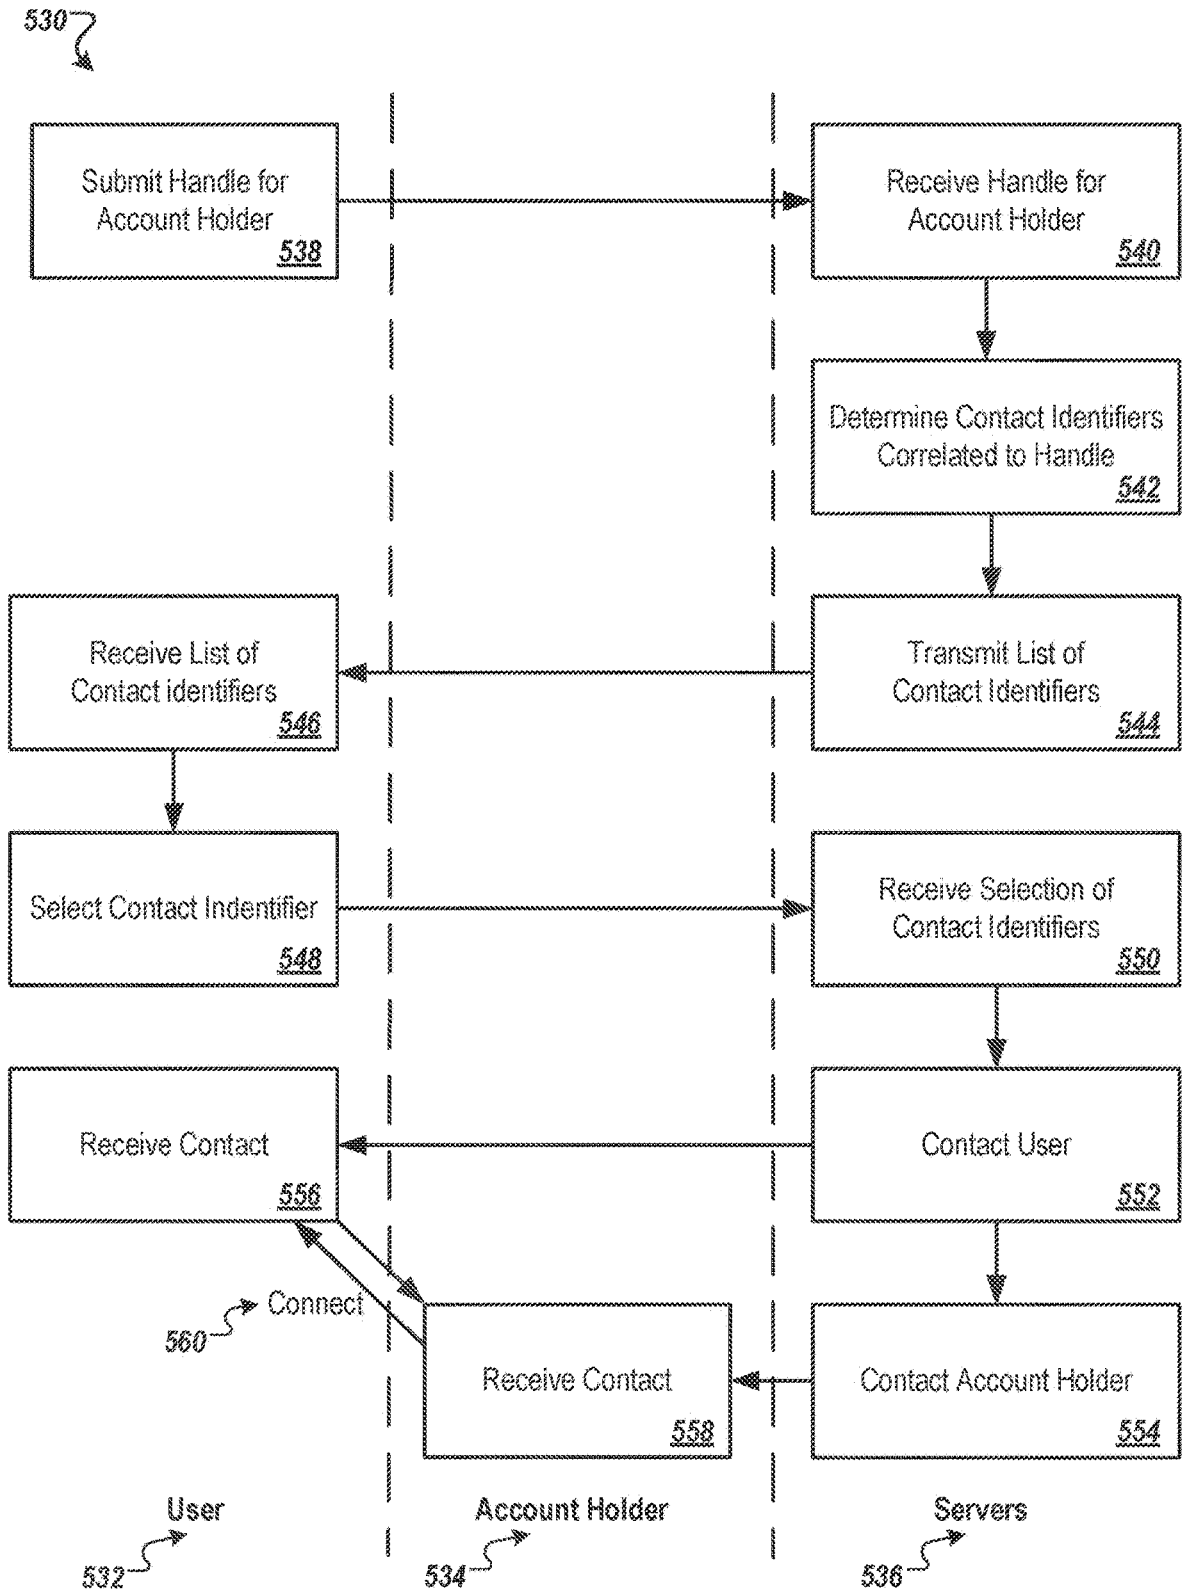 530
Submit Handle for
Account Holder
538
Receive Handle for
Account Holder
540
Determine Contact Identifiers
Correlated to Handle
542
Receive List of
Contact identifiers
546
Transmit List of
Contact Identifiers
544
Select Contact Indentifier
548
Receive Selection of
Contact Identifiers
550
Receive Contact
556
Contact User
552
Connect
560
Receive Contact
558
Contact Account Holder
554
User
532
Account Holder
534
Servers
536